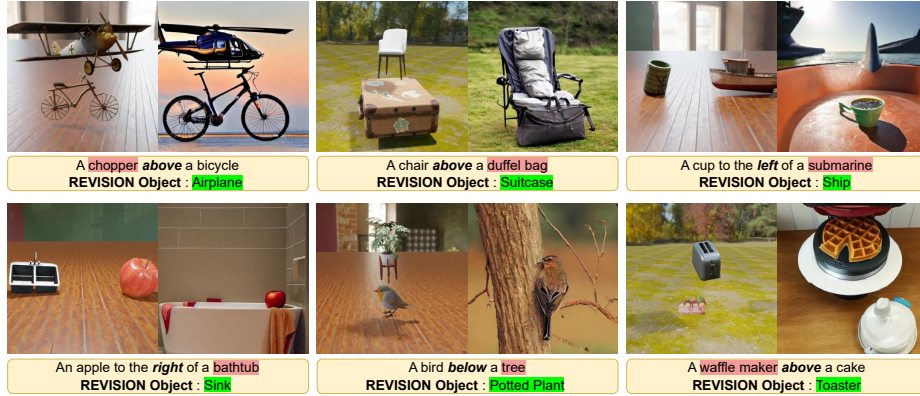 A chopper above a bicycle
REVISION Object : Airplane
A chair above a duffel bag
REVISION Object : Suitcase
A cup to the left of a submarine
REVISION Object : Ship
An apple to the right of a bathtub
REVISION Object : Sink
A bird below a tree
REVISION Object : Potted Plant
A waffle maker above a cake
REVISION Object : Toaster